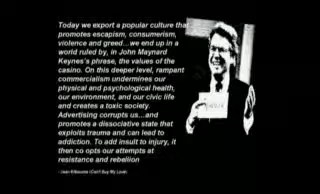 Today we export a popular culture that
promotes escapism, consumerism,
violence and greed...we end up in a
world ruled by, in John Maynard
Keynes's phrase, the values of the
casino. On this deeper level, rampant
commercialism undermines our
physical and psychological health,
our environment, and our civic life
and creates a toxic society.
Advertising corrupts us...and
promotes a dissociative state that
exploits trauma and can lead to
addiction. To add insult to injury, it
then co opts our attempts at
resistance and rebellion
- Jean Kilbourne (Can't Buy My Love)